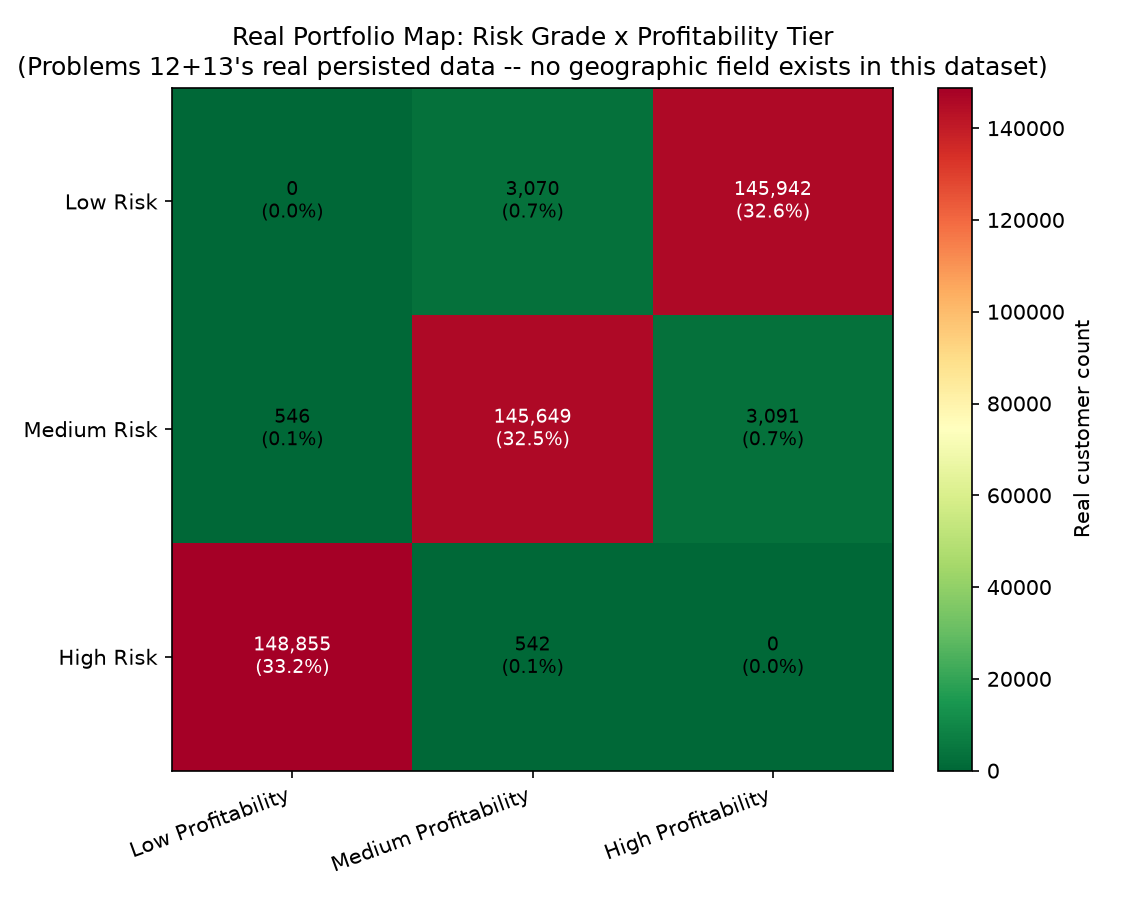 Real Portfolio Map: Risk Grade x Profitability Tier
(Problems 12+13's real persisted data -- no geographic field exists in this dataset)
Low Risk
0
(0.0%)
3,070
(0.7%)
145,942
(32.6%)
Medium Risk
546
(0.1%)
145,649
(32.5%)
3,091
(0.7%)
High Risk
148,855
(33.2%)
542
(0.1%)
0
(0.0%)
Low Profitability
Medium Profitability
High Profitability
140000
120000
100000
80000
60000
40000
20000
0
Real customer count